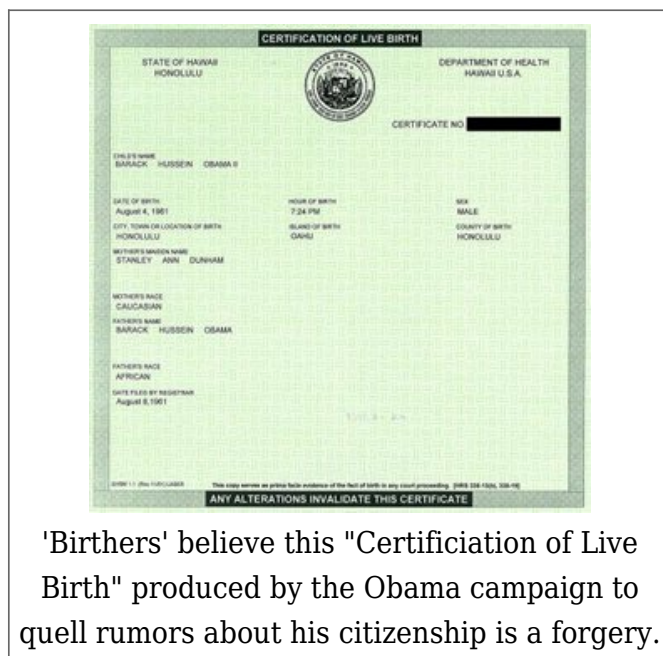 CERTIFICATION OF LIVE BIRTH
STATE OF HAWAII
HONOLULU
DEPARTMENT OF HEALTH
HAWAII U.S.A.
CERTIFICATE NO.
CHILD'S NAME
BARACK HUSSEIN OBAMA II
DATE OF BIRTH HOUR OF BIRTH SEX
August 4, 1961 7:24 PM MALE
CITY, TOWN OR LOCATION OF BIRTH ISLAND OF BIRTH COUNTY OF BIRTH
HONOLULU OAHU HONOLULU
MOTHER'S MAIDEN NAME
STANLEY ANN DUNHAM
MOTHER'S RACE
CAUCASIAN
FATHER'S NAME
BARACK HUSSEIN OBAMA
FATHER'S RACE
AFRICAN
DATE FILED BY REGISTRAR
August 8, 1961
This copy serves as prima facie evidence of the fact of birth in any court proceeding. [HRS 338-13(b), 338-19]
ANY ALTERATIONS INVALIDATE THIS CERTIFICATE
'Birthers' believe this "Certificiation of Live
Birth" produced by the Obama campaign to
quell rumors about his citizenship is a forgery.